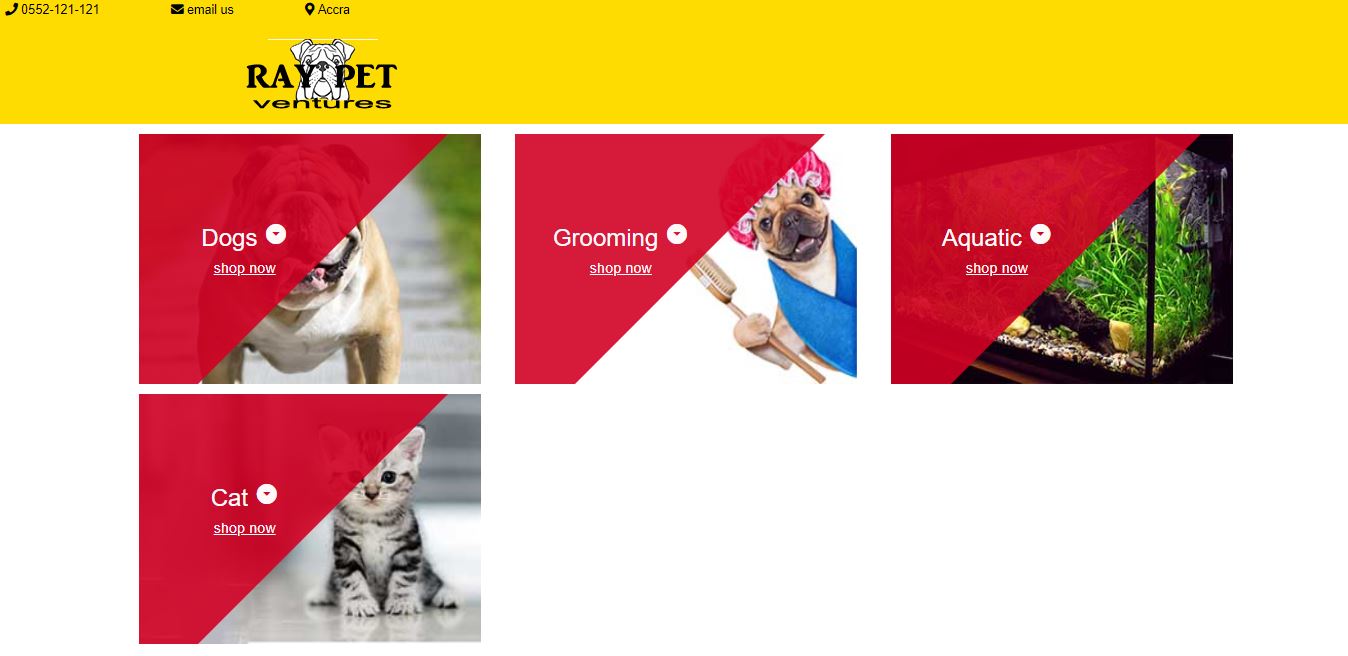 0552-121-121 email us Accra
RAY PET
ventures
Dogs
shop now
Grooming
shop now
Aquatic
shop now
Cat
shop now